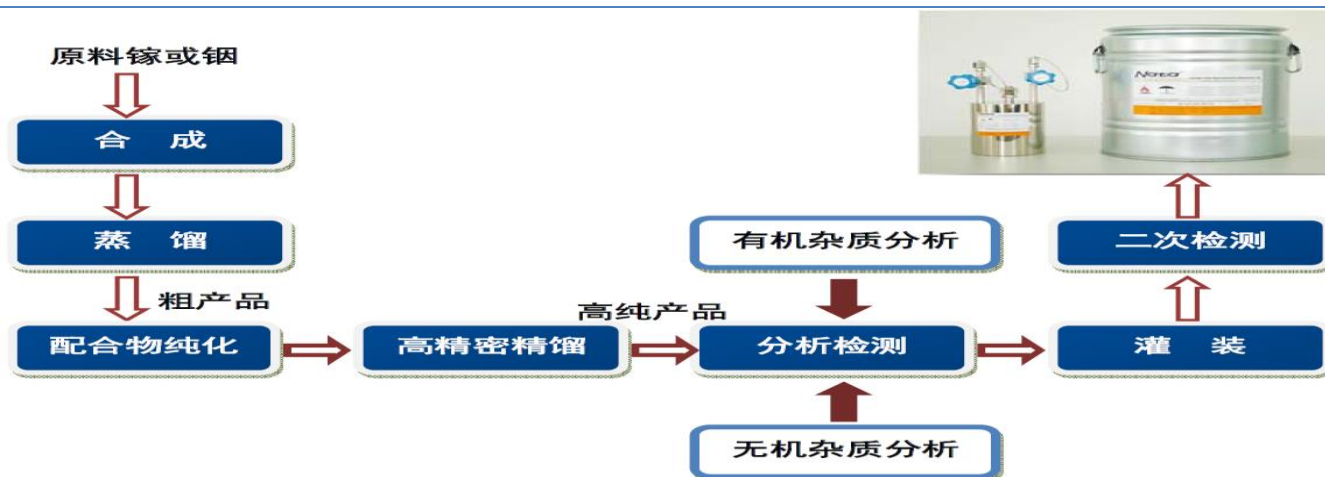 原料镓或铟
合 成
蒸 馏
粗产品
配合物纯化
高精密精馏
高纯产品
有机杂质分析
分析检测
无机杂质分析
灌 装
二次检测
Nata